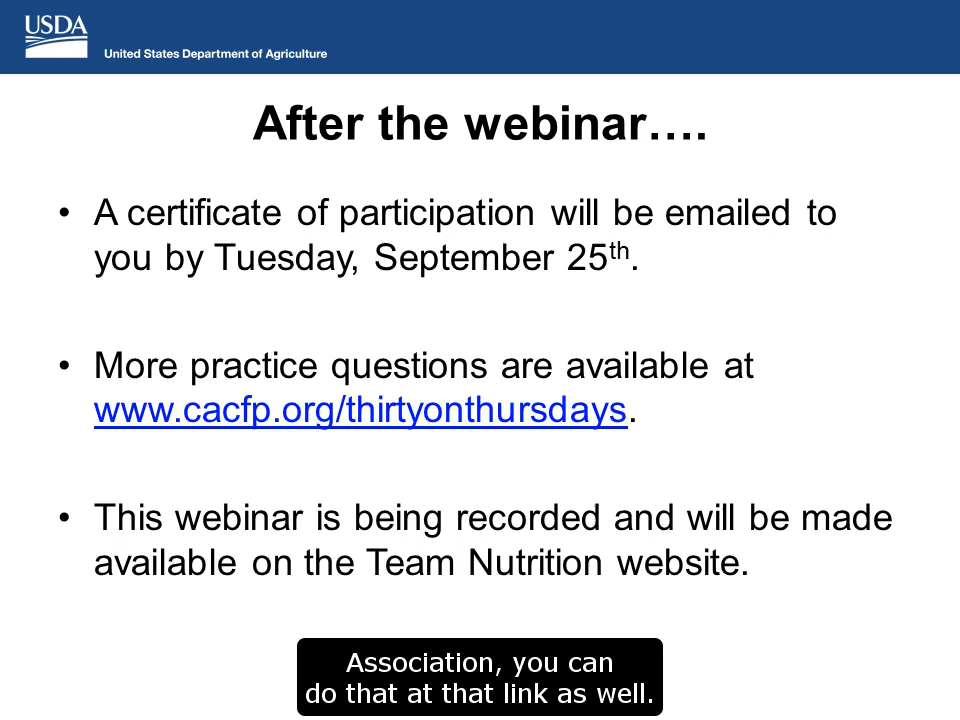 USDA
United States Department of Agriculture
After the webinar….
• A certificate of participation will be emailed to
you by Tuesday, September 25th.
• More practice questions are available at
www.cacfp.org/thirtyonthursdays.
• This webinar is being recorded and will be made
available on the Team Nutrition website.
Association, you can
do that at that link as well.